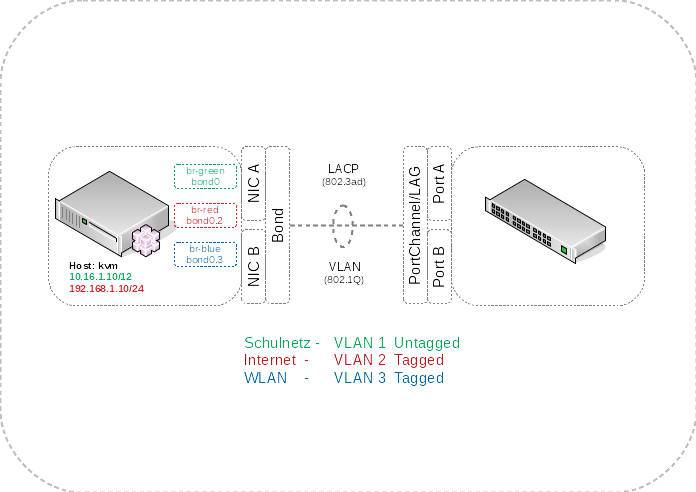 br-green
bond0
br-red
bond0.2
br-blue
bond0.3
Host: kvm
10.16.1.10/12
192.168.1.10/24
NIC A
NIC B
Bond
LACP
(802.3ad)
VLAN
(802.1Q)
PortChannel/LAG
Port A
Port B
Schulnetz - VLAN 1 Untagged
Internet - VLAN 2 Tagged
WLAN - VLAN 3 Tagged